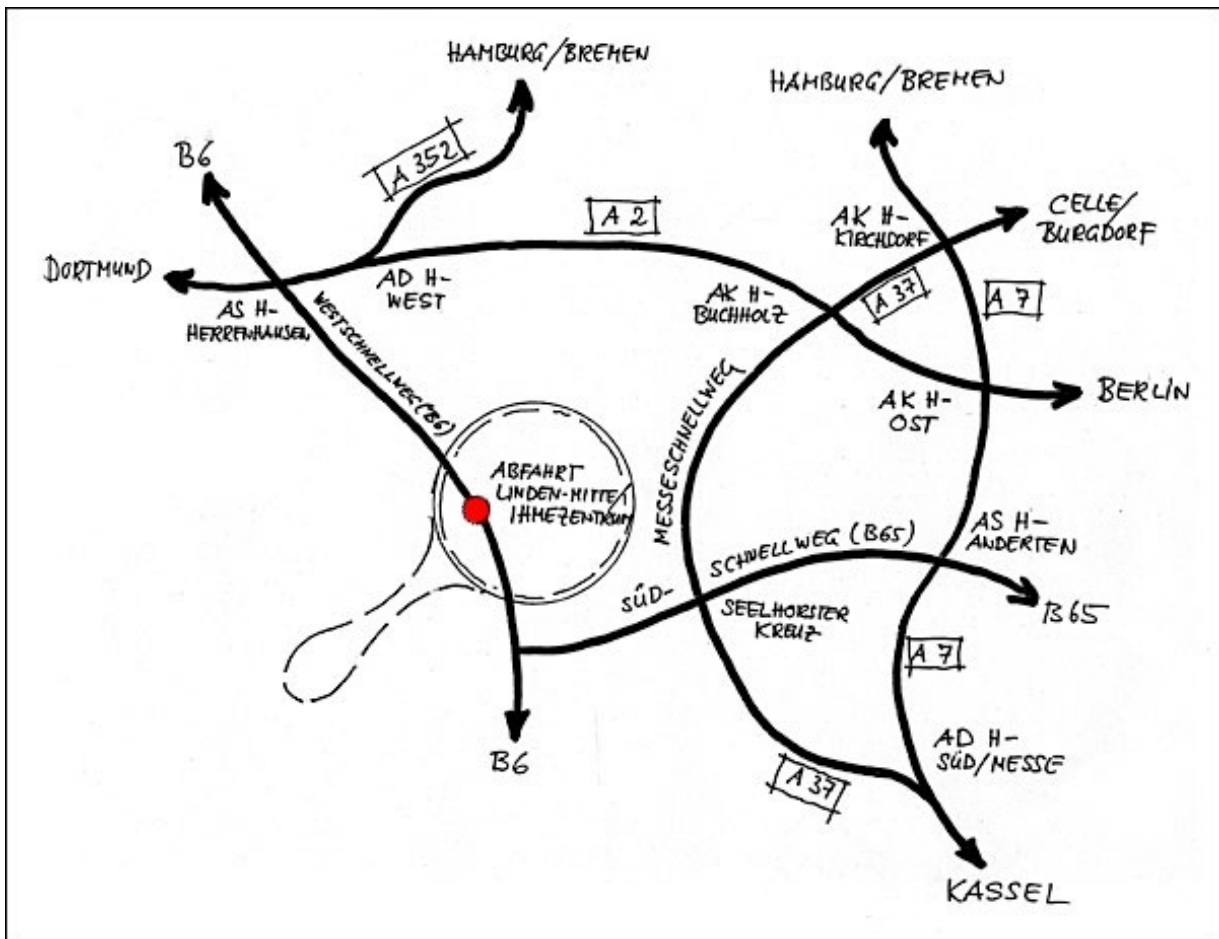 HAMBURG/BREMEN
HAMBURG/BREMEN
B6
A 352
A 2
CELLE/
BURGDORF
AK H-
KIRCHDORF
DORTMUND
AD H-
WEST
AK H-
BUCHHOLZ
A 37
A 7
AS H-
HERRENHAUSEN
WESTSCHNELLWEG (B6)
MESSESCHNELLWEG
AK H-
OST
BERLIN
ABFAHRT
LINDEN-MITTE/
IHMEZENTRUM
SCHNELLWEG (B65)
AS H-
ANDERTEN
SÜD-
SEELHORSTER
KREUZ
B65
A 7
B6
A 37
AD H-
SÜD/MESSE
KASSEL